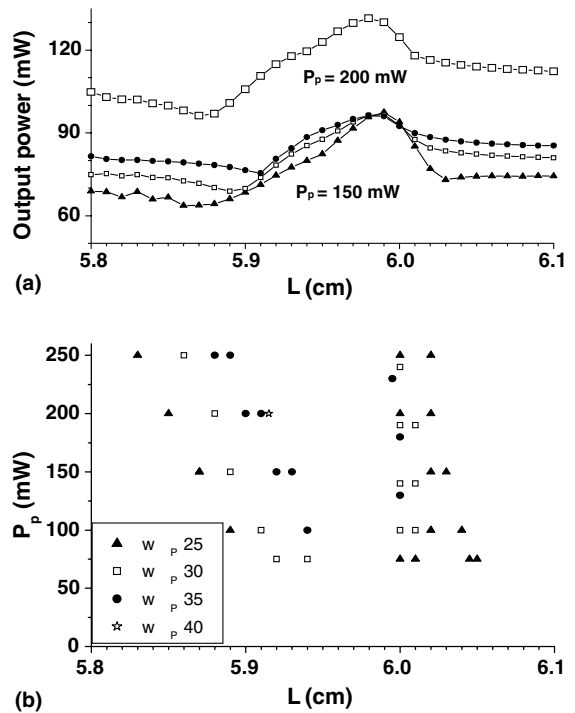 120
90
60
Output power (mW)
P_p = 200 mW
P_p = 150 mW
5.8 5.9 6.0 6.1
(a) L (cm)
250
200
150
100
50
0
P_p (mW)
w_P 25
w_P 30
w_P 35
w_P 40
5.8 5.9 6.0 6.1
(b) L (cm)